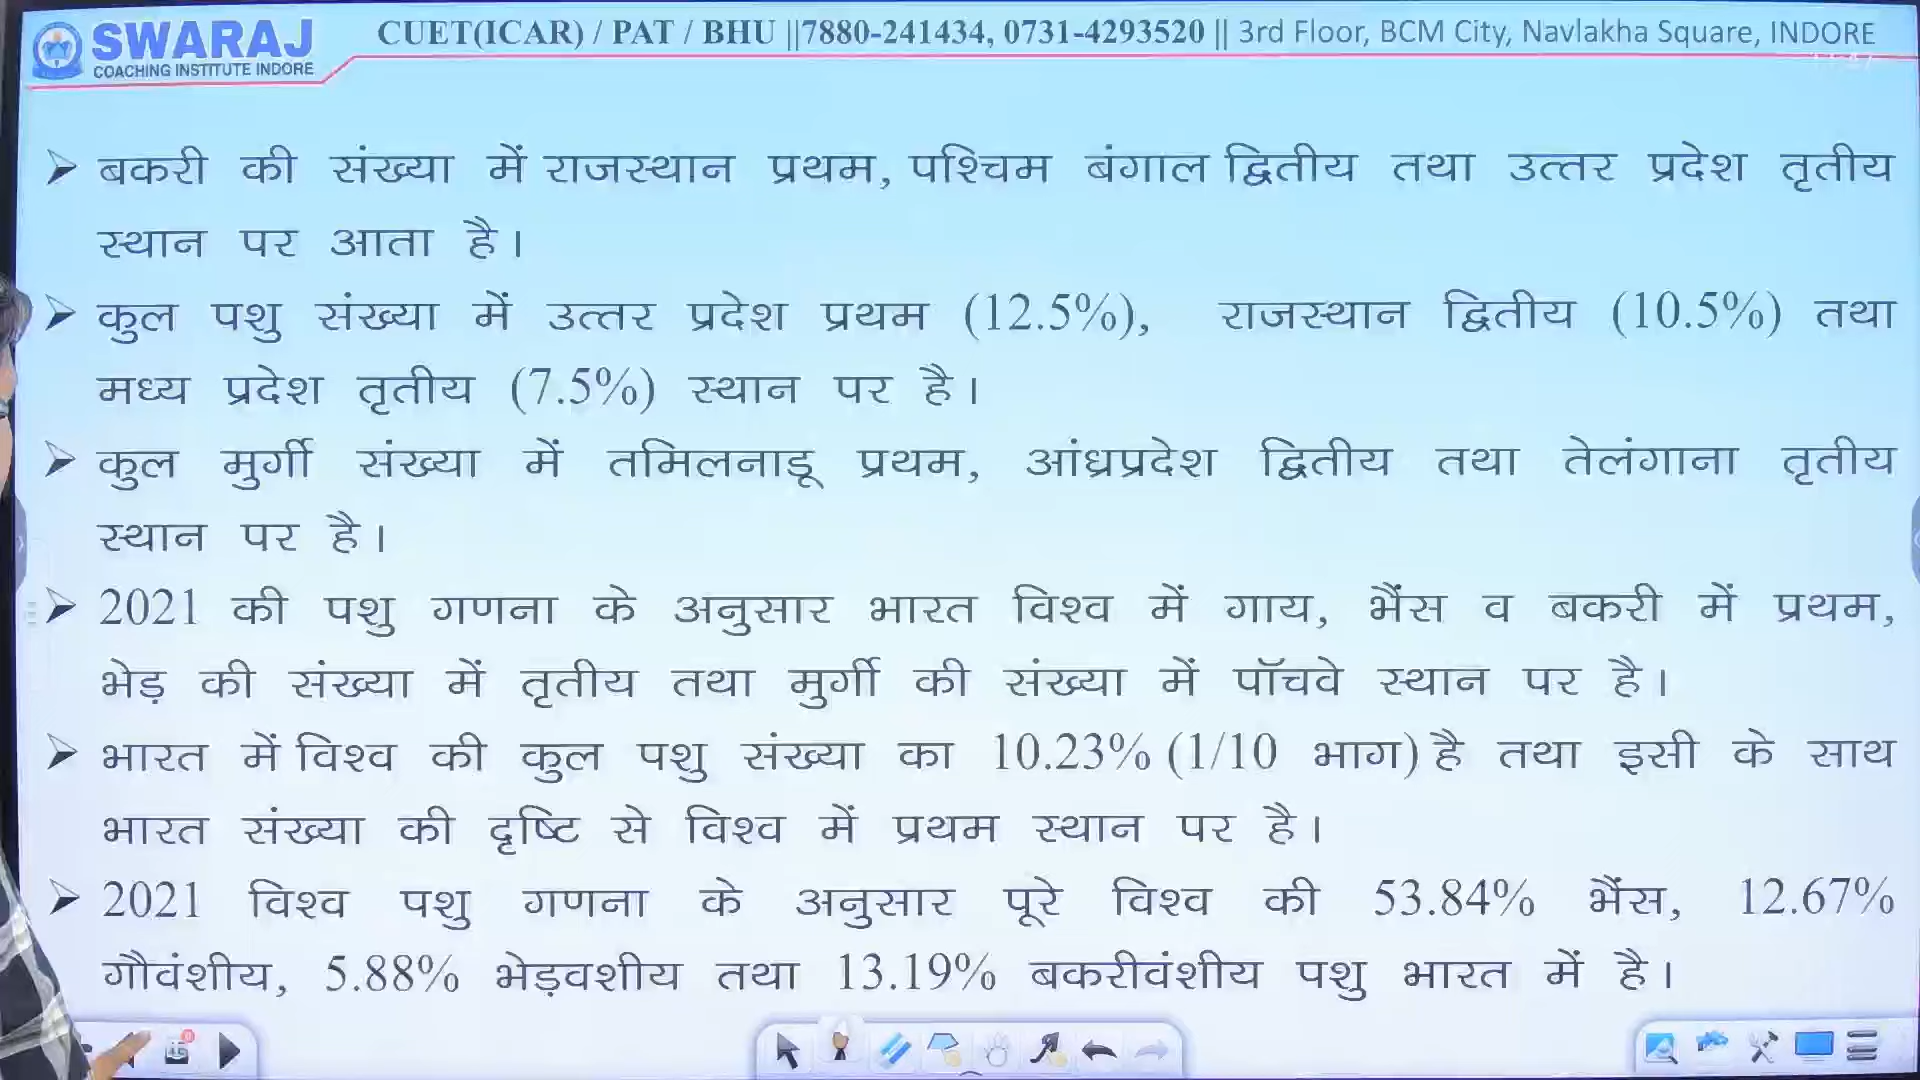 SWARAJ
COACHING INSTITUTE INDORE
CUET(ICAR) / PAT / BHU ||7880-241434, 0731-4293520 || 3rd Floor, BCM City, Navlakha Square, INDORE
➢ बकरी की संख्या में राजस्थान प्रथम, पश्चिम बंगाल द्वितीय तथा उत्तर प्रदेश तृतीय
स्थान पर आता है।
➢ कुल पशु संख्या में उत्तर प्रदेश प्रथम (12.5%), राजस्थान द्वितीय (10.5%) तथा
मध्य प्रदेश तृतीय (7.5%) स्थान पर है।
➢ कुल मुर्गी संख्या में तमिलनाडू प्रथम, आंध्रप्रदेश द्वितीय तथा तेलंगाना तृतीय
स्थान पर है।
➢ 2021 की पशु गणना के अनुसार भारत विश्व में गाय, भैंस व बकरी में प्रथम,
भेड़ की संख्या में तृतीय तथा मुर्गी की संख्या में पॉचवे स्थान पर है।
➢ भारत में विश्व की कुल पशु संख्या का 10.23% (1/10 भाग) है तथा इसी के साथ
भारत संख्या की दृष्टि से विश्व में प्रथम स्थान पर है।
➢ 2021 विश्व पशु गणना के अनुसार पूरे विश्व की 53.84% भैंस, 12.67%
गौवंशीय, 5.88% भेड़वशीय तथा 13.19% बकरीवंशीय पशु भारत में है।